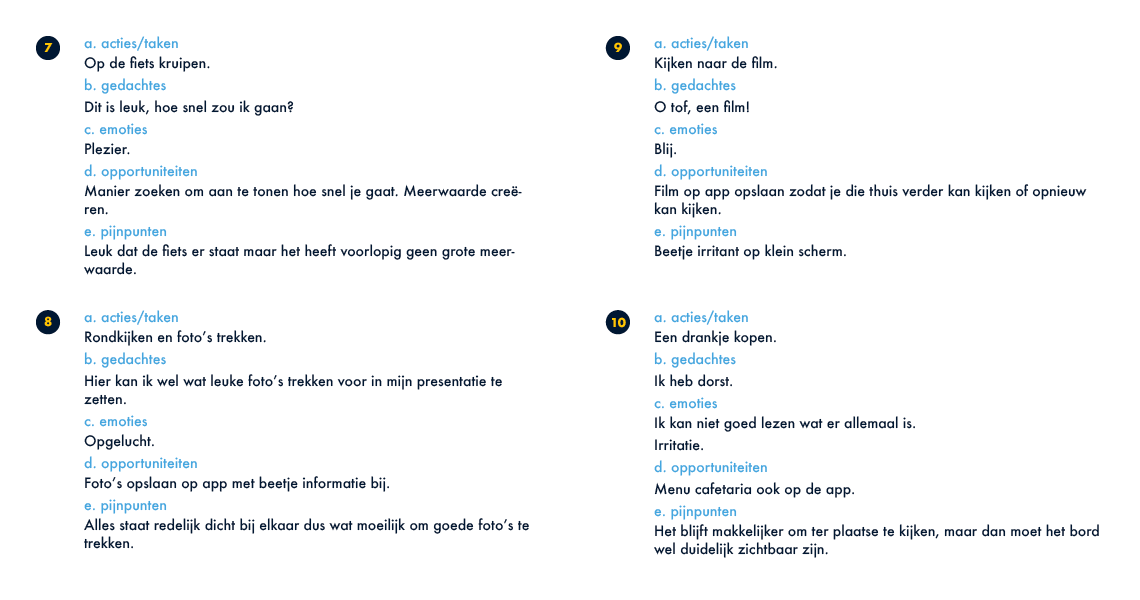 7
a. acties/taken
Op de fiets kruipen.
b. gedachtes
Dit is leuk, hoe snel zou ik gaan?
c. emoties
Plezier.
d. opportuniteiten
Manier zoeken om aan te tonen hoe snel je gaat. Meerwaarde creë-
ren.
e. pijnpunten
Leuk dat de fiets er staat maar het heeft voorlopig geen grote meer-
waarde.
8
a. acties/taken
Rondkijken en foto’s trekken.
b. gedachtes
Hier kan ik wel wat leuke foto’s trekken voor in mijn presentatie te
zetten.
c. emoties
Opgelucht.
d. opportuniteiten
Foto’s opslaan op app met beetje informatie bij.
e. pijnpunten
Alles staat redelijk dicht bij elkaar dus wat moeilijk om goede foto’s te
trekken.
9
a. acties/taken
Kijken naar de film.
b. gedachtes
O tof, een film!
c. emoties
Blij.
d. opportuniteiten
Film op app opslaan zodat je die thuis verder kan kijken of opnieuw
kan kijken.
e. pijnpunten
Beetje irritant op klein scherm.
10
a. acties/taken
Een drankje kopen.
b. gedachtes
Ik heb dorst.
c. emoties
Ik kan niet goed lezen wat er allemaal is.
Irritatie.
d. opportuniteiten
Menu cafetaria ook op de app.
e. pijnpunten
Het blijft makkelijker om ter plaatse te kijken, maar dan moet het bord
wel duidelijk zichtbaar zijn.